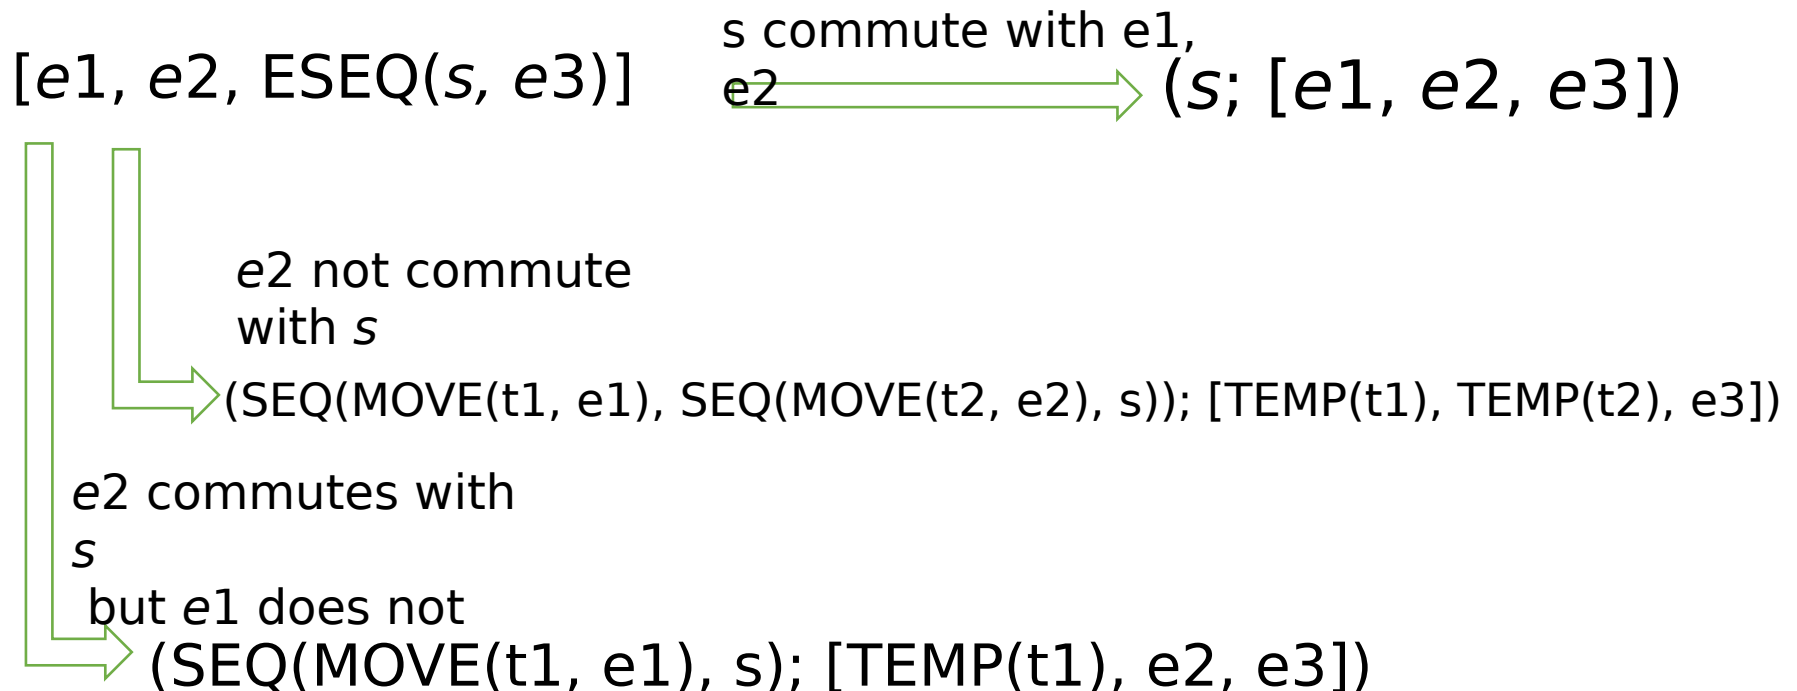 [e1, e2, ESEQ(s, e3)]
s commute with e1,
e2
(s; [e1, e2, e3])
e2 not commute
with s
(SEQ(MOVE(t1, e1), SEQ(MOVE(t2, e2), s)); [TEMP(t1), TEMP(t2), e3])
e2 commutes with
s
but e1 does not
(SEQ(MOVE(t1, e1), s); [TEMP(t1), e2, e3])